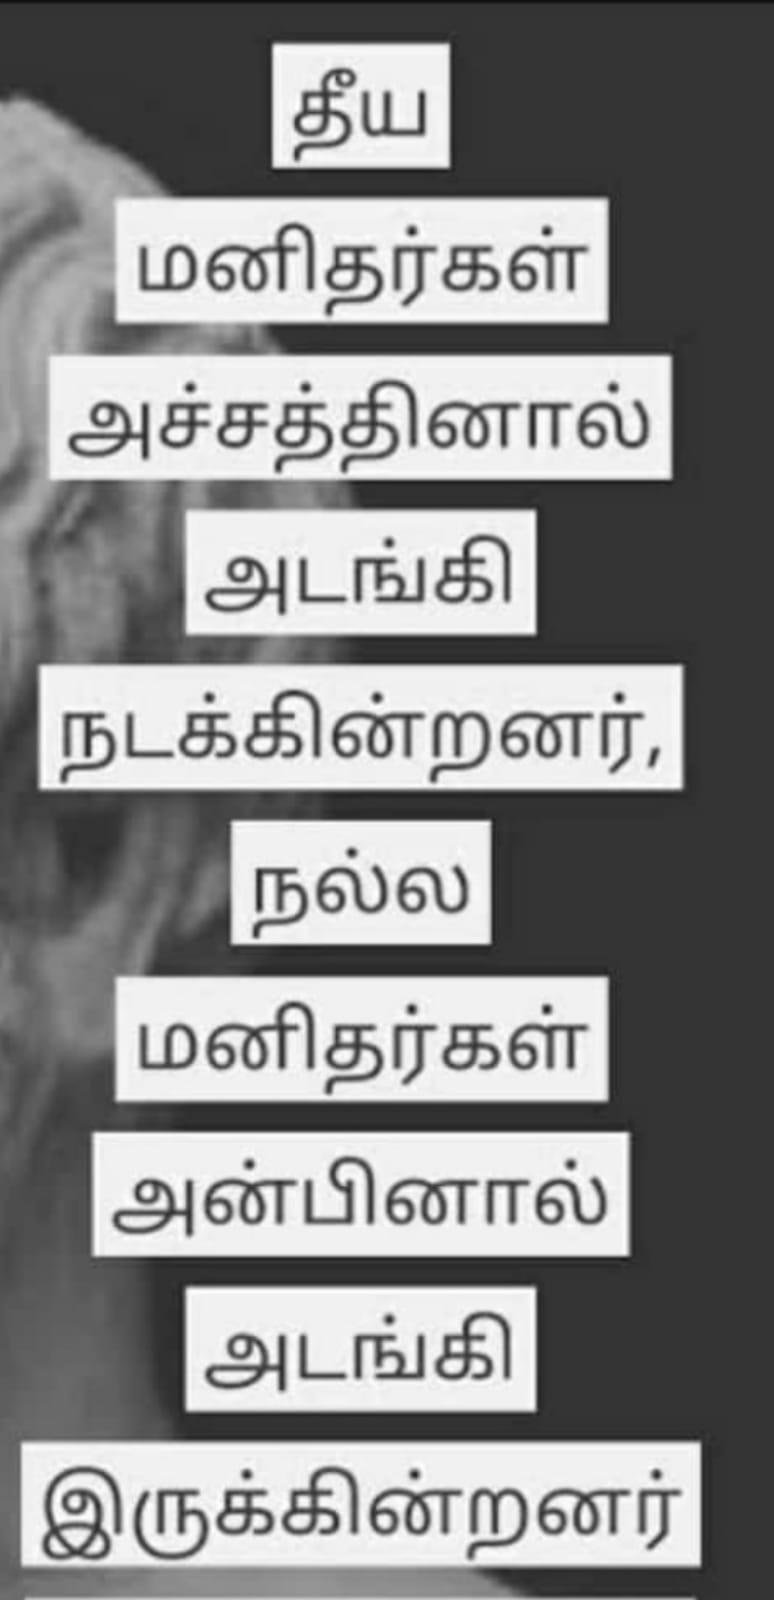 தீய
மனிதர்கள்
அச்சத்தினால்
அடங்கி
நடக்கின்றனர்,
நல்ல
மனிதர்கள்
அன்பினால்
அடங்கி
இருக்கின்றனர்